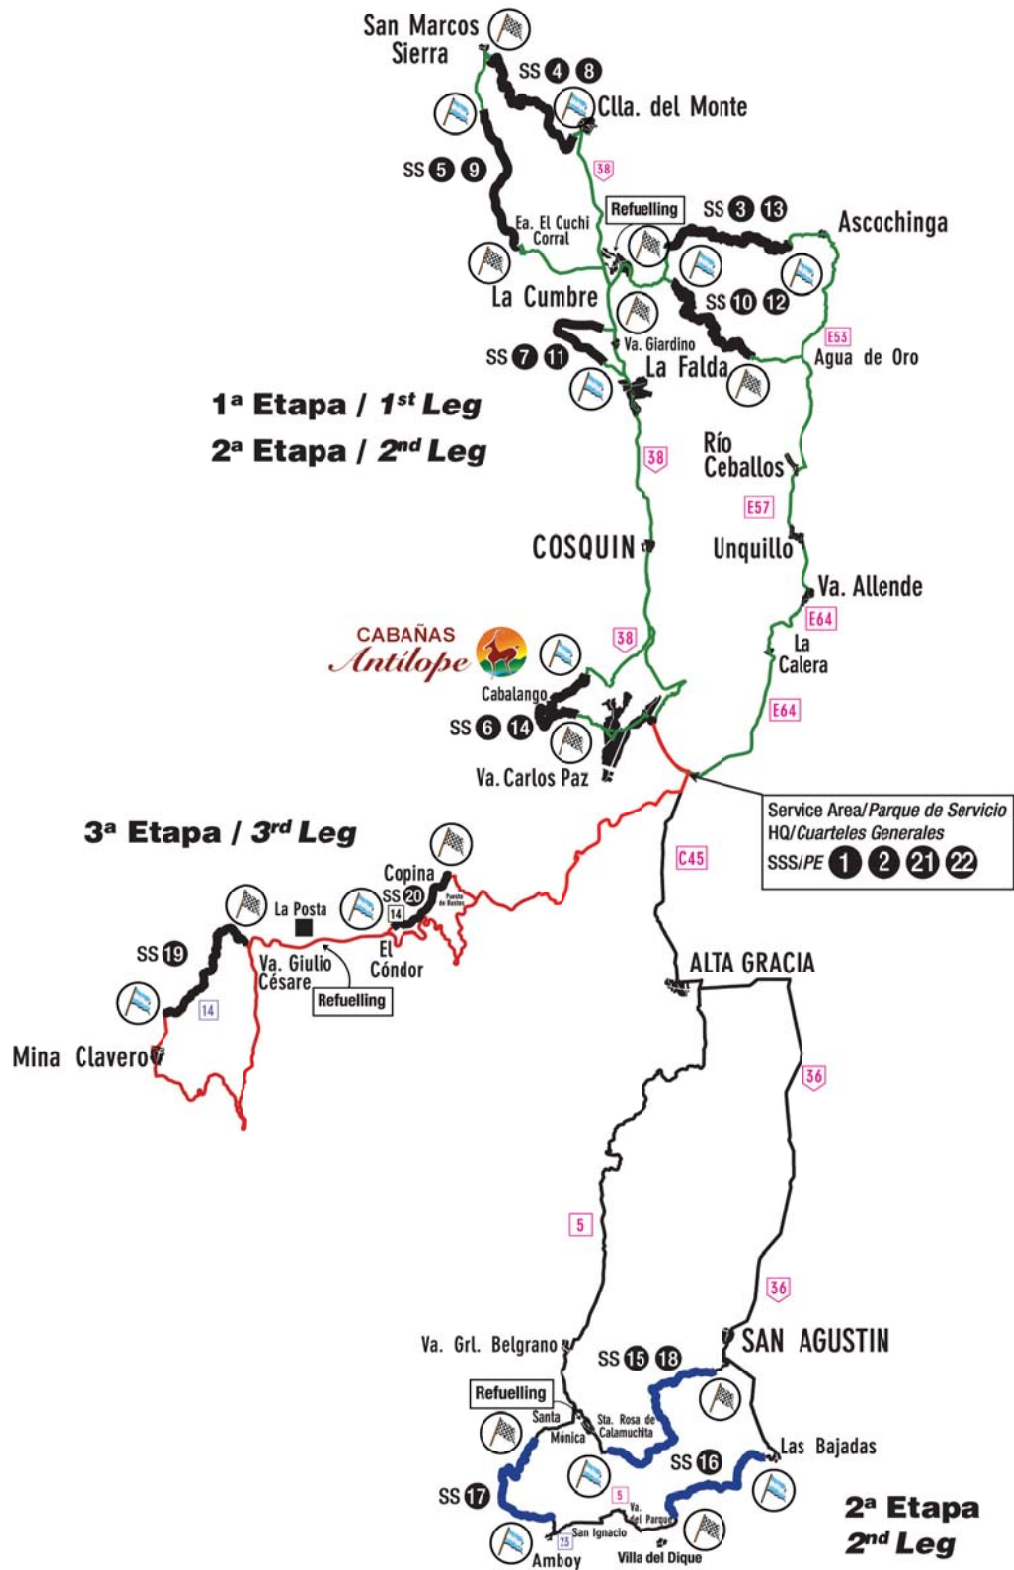 San Marcos
Sierra
SS 4 8
Clla. del Monte
SS 5 9
38
Refuelling
SS 3 13
Ascochinga
Ea. El Cuchi
Corral
La Cumbre
SS 10 12
E53
Va. Giardino
SS 7 11
La Falda
Agua de Oro
1ª Etapa / 1st Leg
2ª Etapa / 2nd Leg
38
Río
Ceballos
E57
COSQUIN
Unquillo
Va. Allende
E64
CABAÑAS
Antílope
38
La
Calera
Cabalango
SS 6 14
E64
Va. Carlos Paz
Service Area/Parque de Servicio
HQ/Cuarteles Generales
SSS/PE 1 2 21 22
3ª Etapa / 3rd Leg
C45
Copina
SS 20
Puesto
de Bustos
14
La Posta
El
Cóndor
SS 19
Va. Giulio
Césare
Refuelling
14
ALTA GRACIA
Mina Clavero
36
5
36
Va. Grl. Belgrano
SAN AGUSTIN
SS 15 18
Refuelling
Santa
Mónica
Sta. Rosa de
Calamuchita
Las Bajadas
SS 16
SS 17
5
Va.
del Parque
San Ignacio
Amboy
23
Villa del Dique
2ª Etapa
2nd Leg